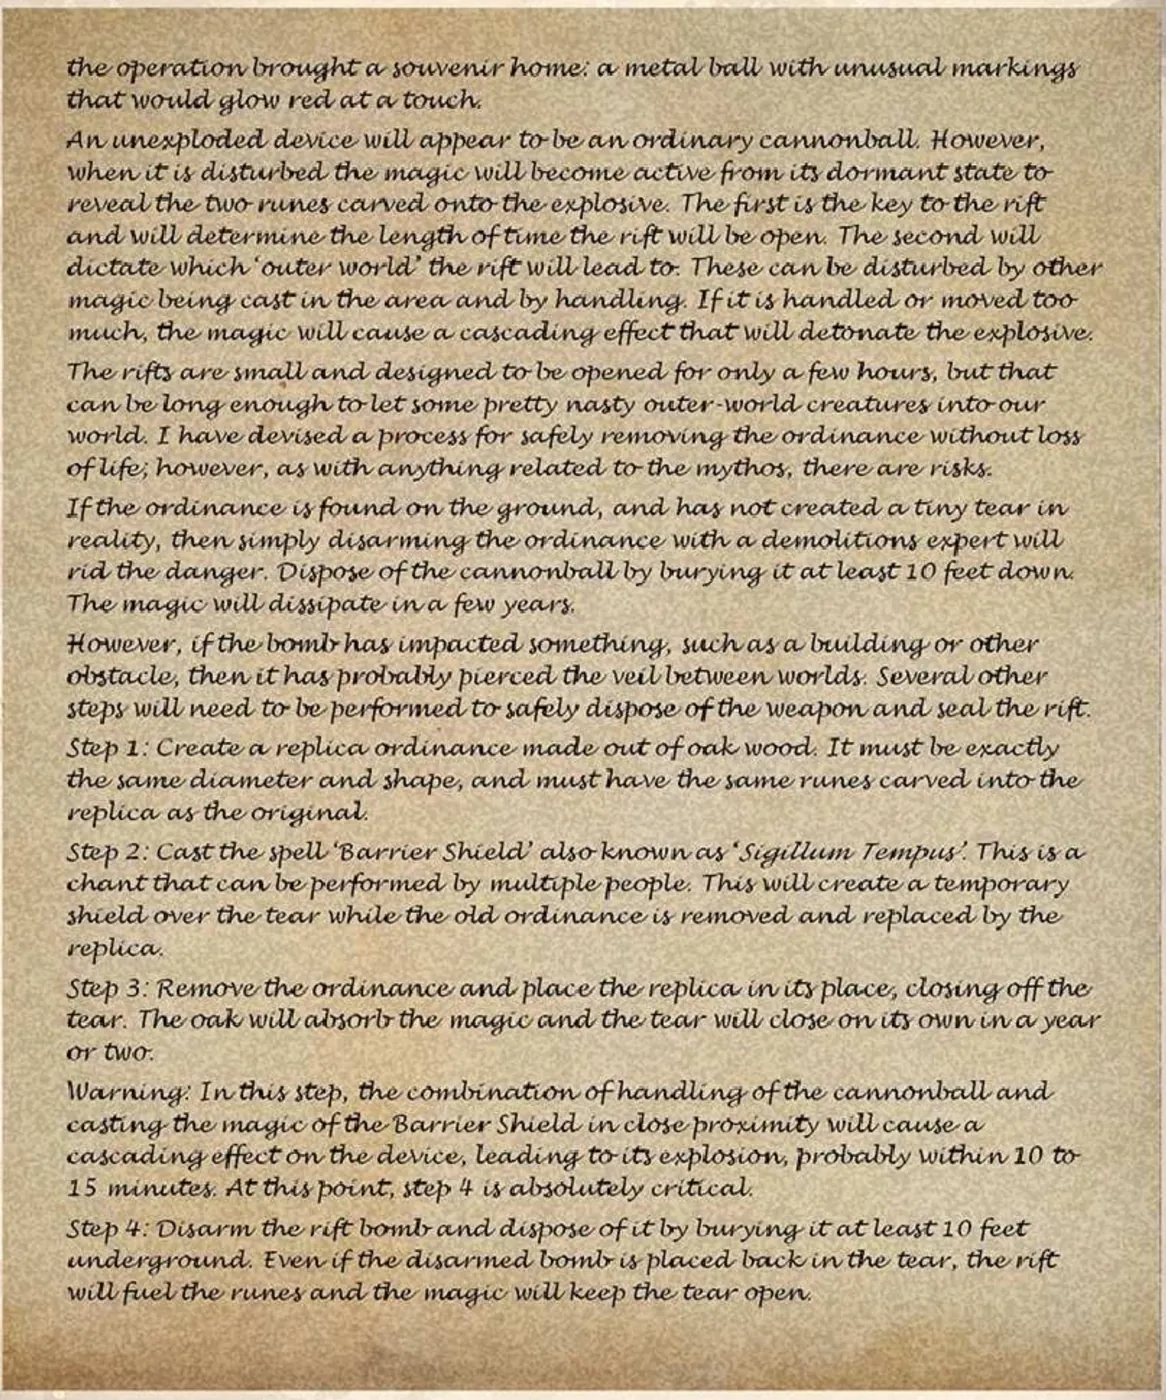 the operation brought a souvenir home: a metal ball with unusual markings
that would glow red at a touch.
An unexploded device will appear to be an ordinary cannonball. However,
when it is disturbed the magic will become active from its dormant state to
reveal the two runes carved onto the explosive. The first is the key to the rift
and will determine the length of time the rift will be open. The second will
dictate which 'outer world' the rift will lead to. These can be disturbed by other
magic being cast in the area and by handling. If it is handled or moved too
much, the magic will cause a cascading effect that will detonate the explosive.
The rifts are small and designed to be opened for only a few hours, but that
can be long enough to let some pretty nasty outer-world creatures into our
world. I have devised a process for safely removing the ordinance without loss
of life; however, as with anything related to the mythos, there are risks.
If the ordinance is found on the ground, and has not created a tiny tear in
reality, then simply disarming the ordinance with a demolitions expert will
rid the danger. Dispose of the cannonball by burying it at least 10 feet down.
The magic will dissipate in a few years.
However, if the bomb has impacted something, such as a building or other
obstacle, then it has probably pierced the veil between worlds. Several other
steps will need to be performed to safely dispose of the weapon and seal the rift.
Step 1: Create a replica ordinance made out of oak wood. It must be exactly
the same diameter and shape, and must have the same runes carved into the
replica as the original.
Step 2: Cast the spell 'Barrier Shield' also known as 'Sigillum Tempus'. This is a
chant that can be performed by multiple people. This will create a temporary
shield over the tear while the old ordinance is removed and replaced by the
replica.
Step 3: Remove the ordinance and place the replica in its place, closing off the
tear. The oak will absorb the magic and the tear will close on its own in a year
or two.
Warning: In this step, the combination of handling of the cannonball and
casting the magic of the Barrier Shield in close proximity will cause a
cascading effect on the device, leading to its explosion, probably within 10 to
15 minutes. At this point, step 4 is absolutely critical.
Step 4: Disarm the rift bomb and dispose of it by burying it at least 10 feet
underground. Even if the disarmed bomb is placed back in the tear, the rift
will fuel the runes and the magic will keep the tear open.